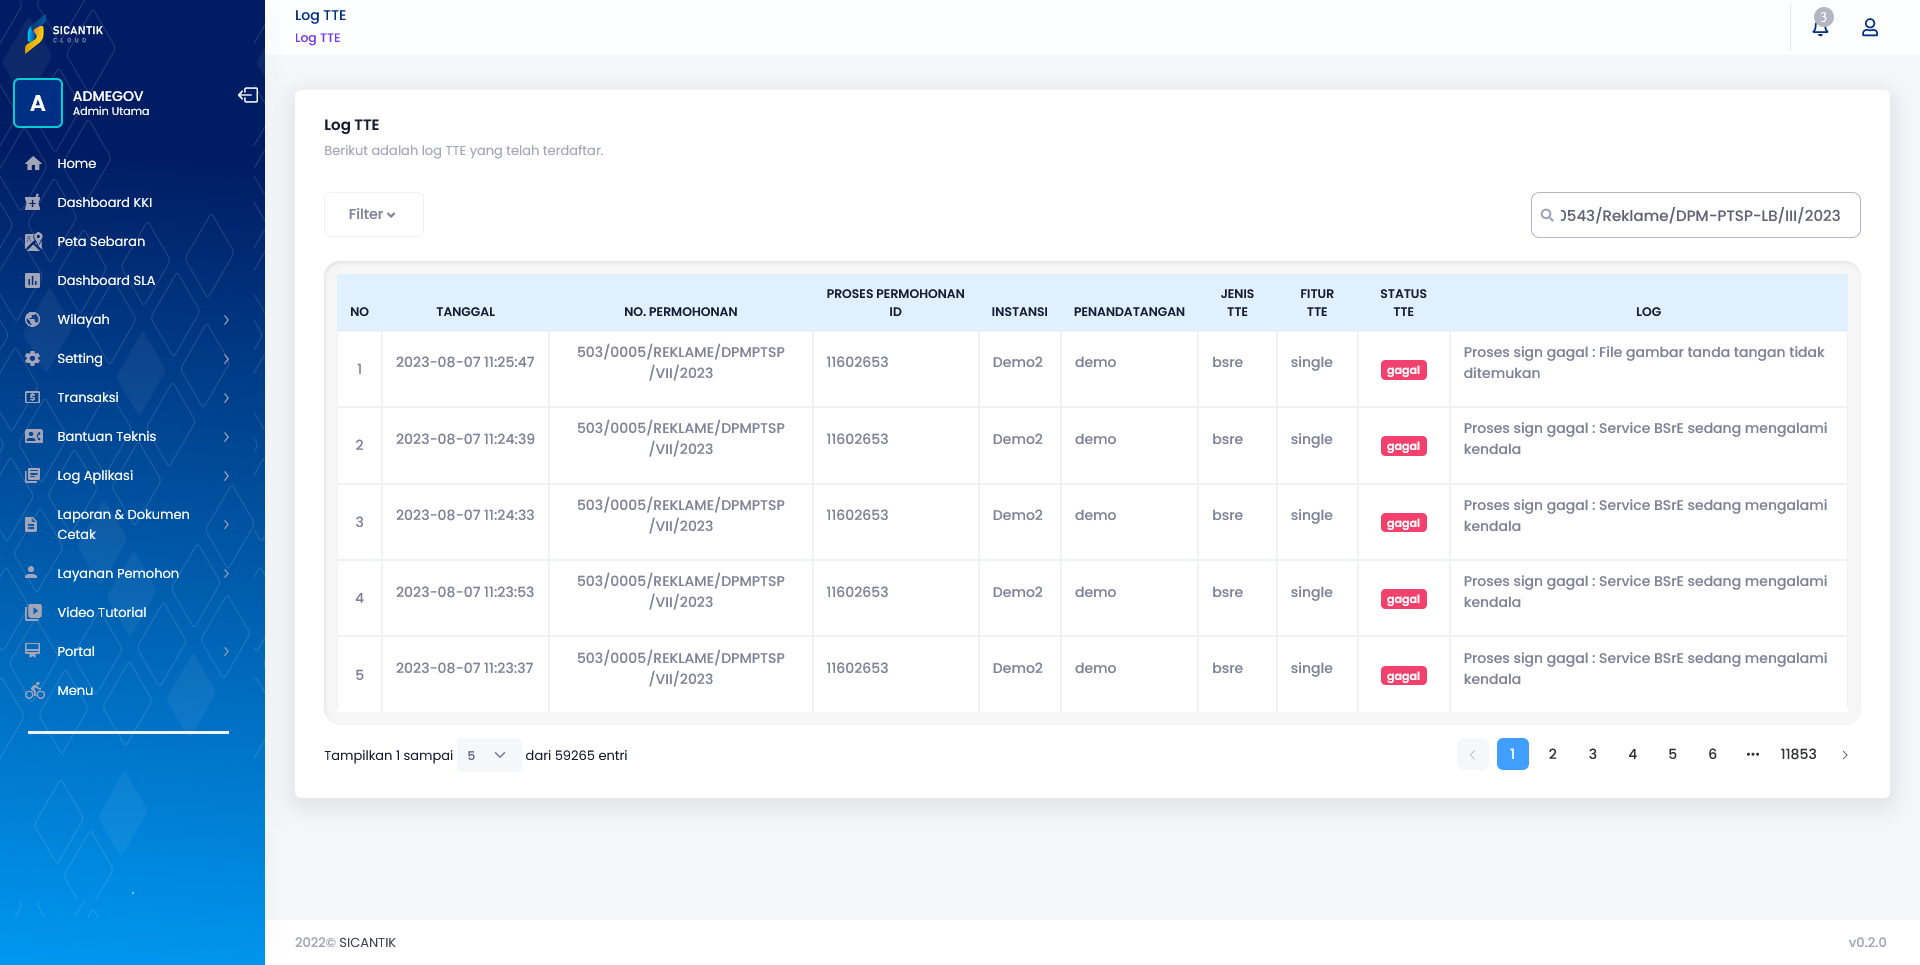 SICANTIK
CLOUD
A
ADMEGOV
Admin Utama
Home
Dashboard KKI
Peta Sebaran
Dashboard SLA
Wilayah
Setting
Transaksi
Bantuan Teknis
Log Aplikasi
Laporan & Dokumen
Cetak
Layanan Pemohon
Video Tutorial
Portal
Menu
Log TTE
Log TTE
3
Log TTE
Berikut adalah log TTE yang telah terdaftar.
Filter
0543/Reklame/DPM-PTSP-LB/III/2023
NO TANGGAL NO. PERMOHONAN PROSES PERMOHONAN ID INSTANSI PENANDATANGAN JENIS TTE FITUR TTE STATUS TTE LOG
1 2023-08-07 11:25:47 503/0005/REKLAME/DPMPTSP 11602653 Demo2 demo bsre single gagal Proses sign gagal : File gambar tanda tangan tidak
/VII/2023 ditemukan
2 2023-08-07 11:24:39 503/0005/REKLAME/DPMPTSP 11602653 Demo2 demo bsre single gagal Proses sign gagal : Service BSrE sedang mengalami
/VII/2023 kendala
3 2023-08-07 11:24:33 503/0005/REKLAME/DPMPTSP 11602653 Demo2 demo bsre single gagal Proses sign gagal : Service BSrE sedang mengalami
/VII/2023 kendala
4 2023-08-07 11:23:53 503/0005/REKLAME/DPMPTSP 11602653 Demo2 demo bsre single gagal Proses sign gagal : Service BSrE sedang mengalami
/VII/2023 kendala
5 2023-08-07 11:23:37 503/0005/REKLAME/DPMPTSP 11602653 Demo2 demo bsre single gagal Proses sign gagal : Service BSrE sedang mengalami
/VII/2023 kendala
Tampilkan 1 sampai 5 dari 59265 entri
1 2 3 4 5 6 ••• 11853
2022© SICANTIK
v0.2.0